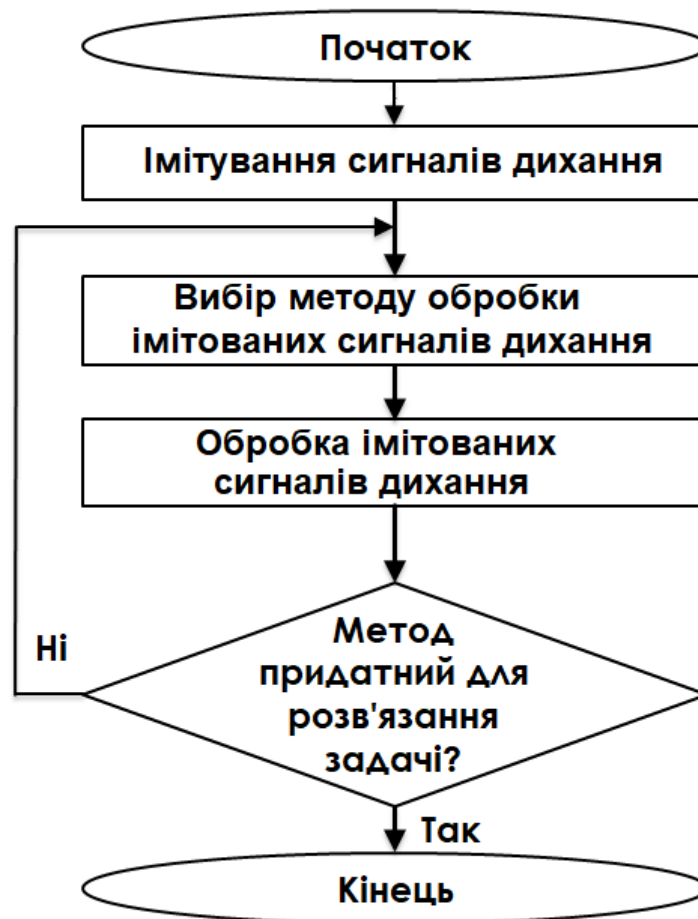 Початок
Імітування сигналів дихання
Вибір методу обробки
імітованих сигналів дихання
Обробка імітованих
сигналів дихання
Метод
придатний для
розв'язання
задачі?
Ні
Так
Кінець